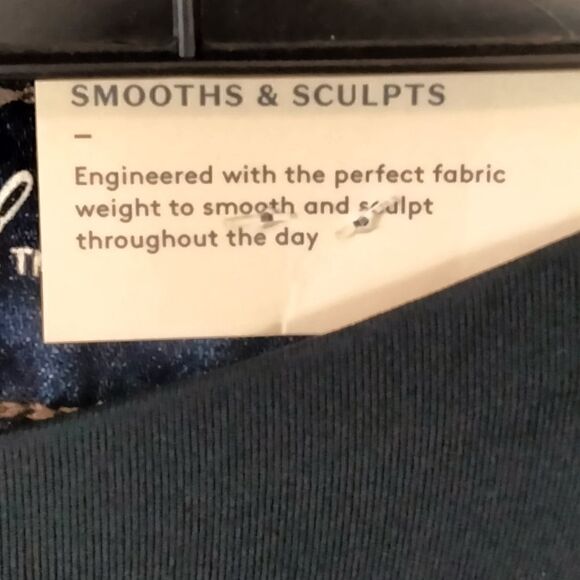 SMOOTHS & SCULPTS
Engineered with the perfect fabric
weight to smooth and sculpt
throughout the day